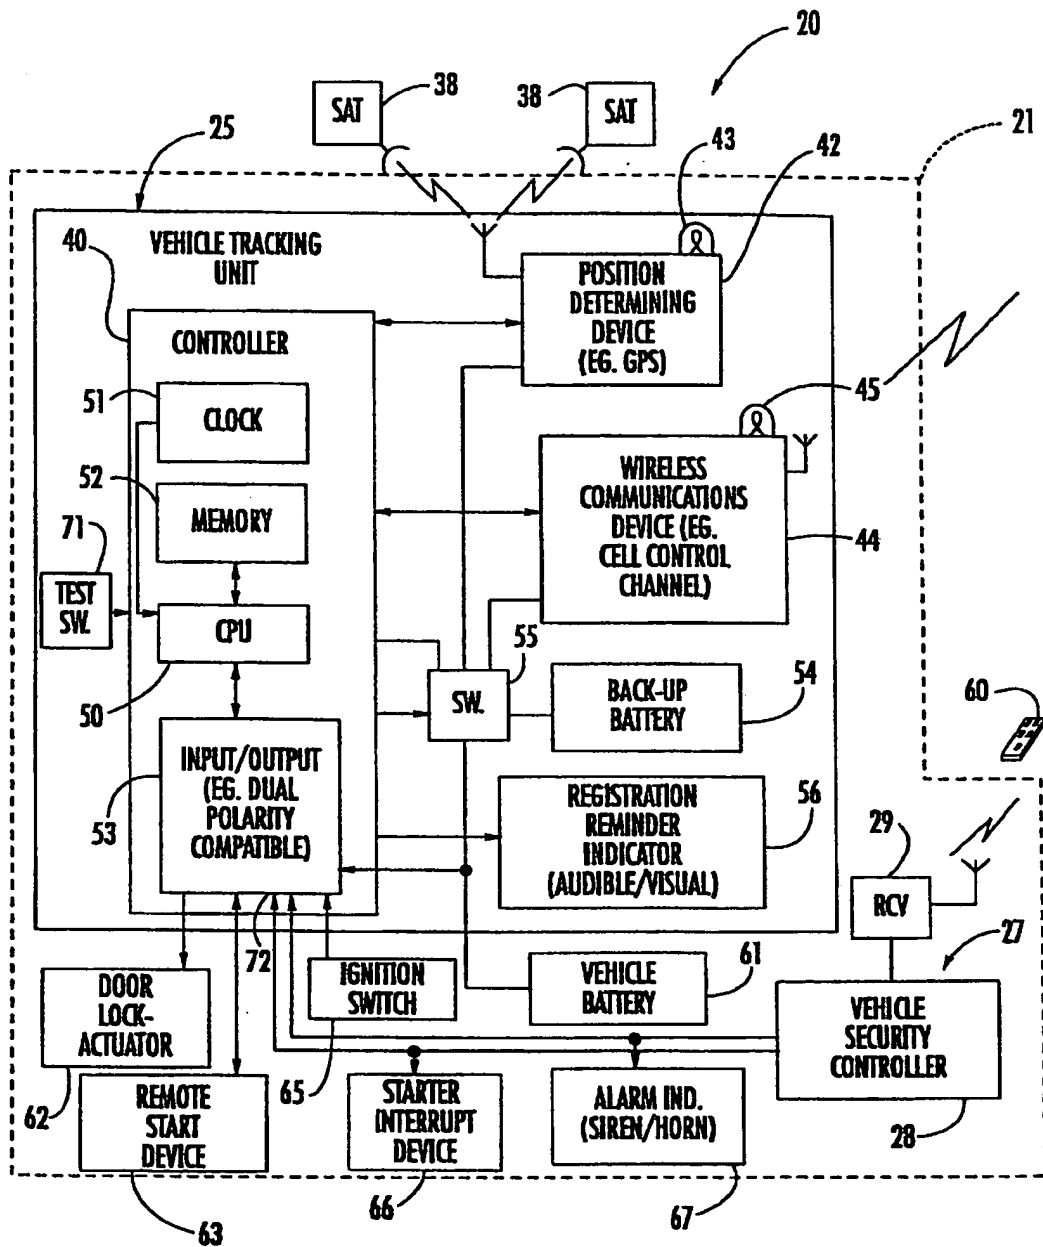 20
38
38
SAT
SAT
21
25
43
42
40
VEHICLE TRACKING
UNIT
POSITION
DETERMINING
DEVICE
(EG. GPS)
CONTROLLER
45
51
CLOCK
52
MEMORY
WIRELESS
COMMUNICATIONS
DEVICE (EG.
CELL CONTROL
CHANNEL)
44
71
TEST
SW.
CPU
50
55
SW.
BACK-UP
BATTERY
54
60
INPUT/OUTPUT
(EG. DUAL
POLARITY
COMPATIBLE)
53
REGISTRATION
REMINDER
INDICATOR
(AUDIBLE/VISUAL)
56
29
RCV
27
72
DOOR
LOCK-
ACTUATOR
62
IGNITION
SWITCH
65
VEHICLE
BATTERY
61
VEHICLE
SECURITY
CONTROLLER
28
REMOTE
START
DEVICE
63
STARTER
INTERRUPT
DEVICE
66
ALARM IND.
(SIREN/HORN)
67